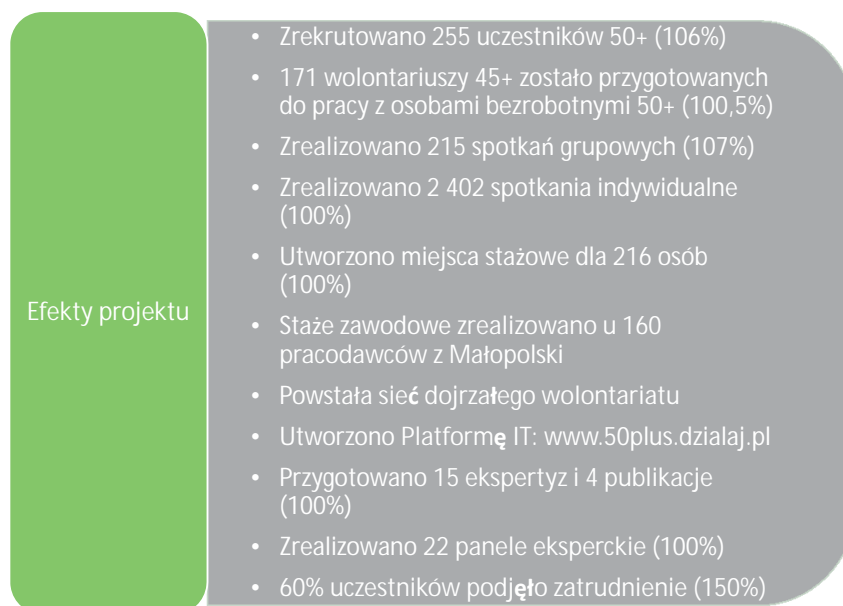 Efekty projektu
• Zrekrutowano 255 uczestników 50+ (106%)
• 171 wolontariuszy 45+ zostało przygotowanych
do pracy z osobami bezrobotnymi 50+ (100,5%)
• Zrealizowano 215 spotkań grupowych (107%)
• Zrealizowano 2 402 spotkania indywidualne
(100%)
• Utworzono miejsca stażowe dla 216 osób
(100%)
• Staże zawodowe zrealizowano u 160
pracodawców z Małopolski
• Powstała sieć dojrzałego wolontariatu
• Utworzono Platformę IT: www.50plus.dzialaj.pl
• Przygotowano 15 ekspertyz i 4 publikacje
(100%)
• Zrealizowano 22 panele eksperckie (100%)
• 60% uczestników podjęło zatrudnienie (150%)